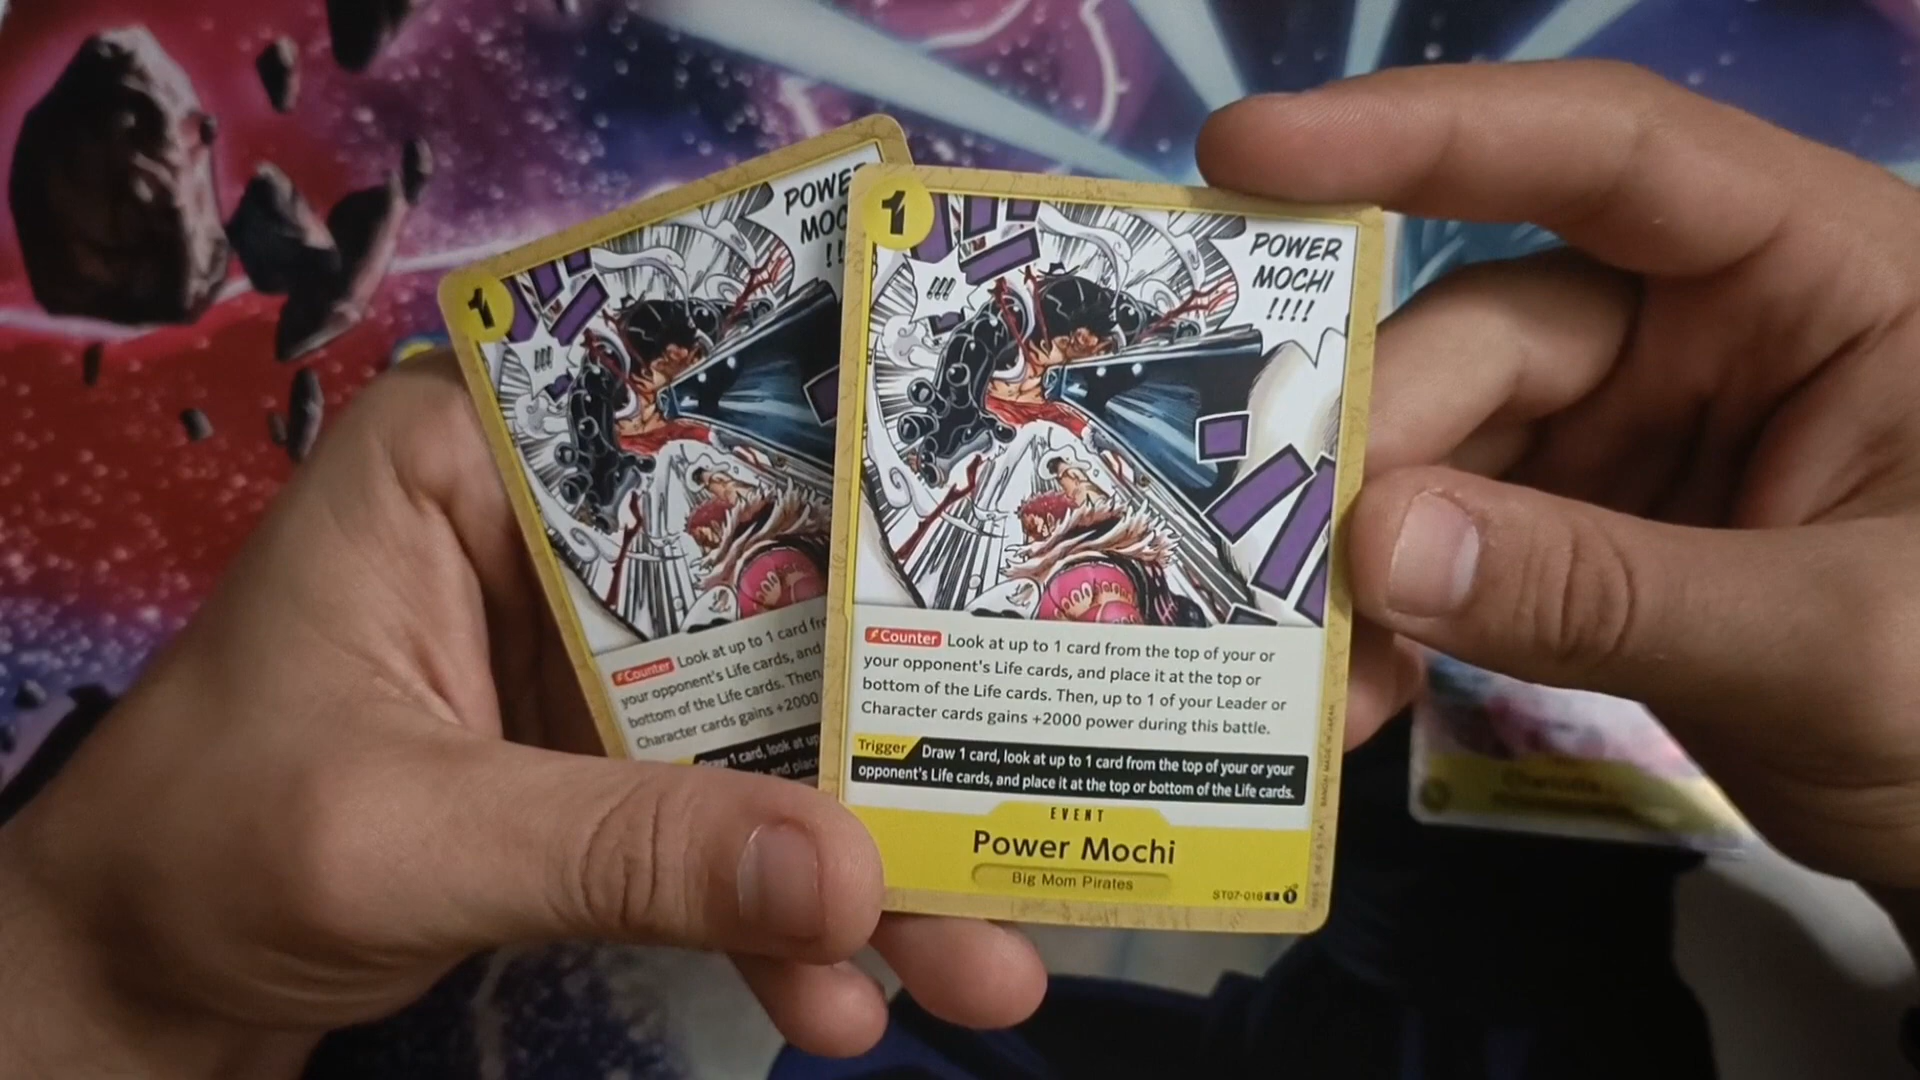 1
POWER
MOC
!!
!!!
Counter Look at up to 1 card fr
your opponent's Life cards, and
bottom of the Life cards. Then,
Character cards gains +2000
Draw 1 card, look at up
and place
1
POWER
MOCHI
!!!!
!!!
Counter Look at up to 1 card from the top of your or
your opponent's Life cards, and place it at the top or
bottom of the Life cards. Then, up to 1 of your Leader or
Character cards gains +2000 power during this battle.
Trigger Draw 1 card, look at up to 1 card from the top of your or your
opponent's Life cards, and place it at the top or bottom of the Life cards.
EVENT
Power Mochi
Big Mom Pirates
ST07-016 C 1